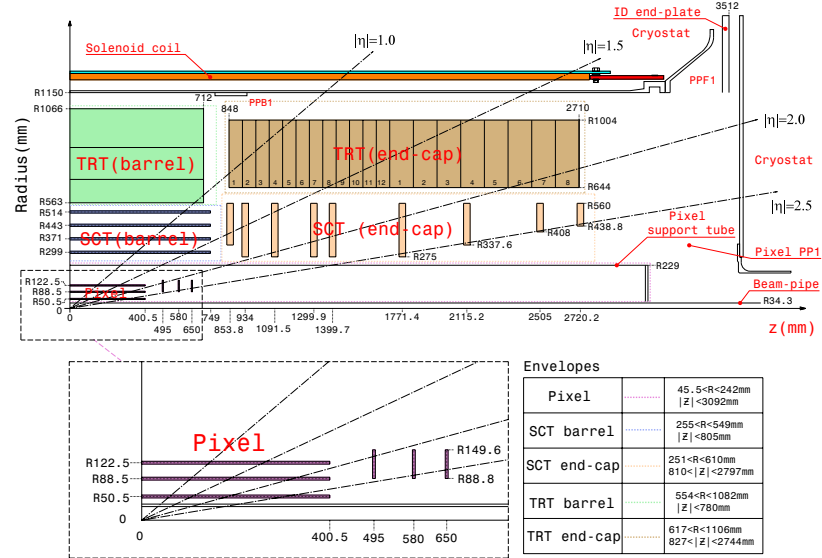 3512
ID end-plate
Cryostat
Solenoid coil
|η|=1.0
|η|=1.5
PPF1
R1150
712
PPB1
848
2710
R1066
R1004
|η|=2.0
TRT(barrel)
TRT(end-cap)
Cryostat
Radius(mm)
1 2 3 4 5 6 7 8 9 10 11 12 1 2 3 4 5 6 7 8
R644
|η|=2.5
R563
R514
R560
R443
R438.8
SCT(barrel)
SCT (end-cap)
Pixel
support tube
R408
R371
R337.6
R299
R275
Pixel PP1
R229
R122.5
R88.5
Pixel
Beam-pipe
R50.5
R34.3
0
0
400.5
580
749
934
1299.9
1771.4
2115.2
2505
2720.2
495
650
853.8
1091.5
1399.7
z(mm)
Pixel
R149.6
R122.5
R88.5
R88.8
R50.5
0
0
400.5
495
580
650
Envelopes
Pixel
45.5<R<242mm
|Z|<3092mm
SCT barrel
255<R<549mm
|Z|<805mm
SCT end-cap
251<R<610mm
810<|Z|<2797mm
TRT barrel
554<R<1082mm
|Z|<780mm
TRT end-cap
617<R<1106mm
827<|Z|<2744mm